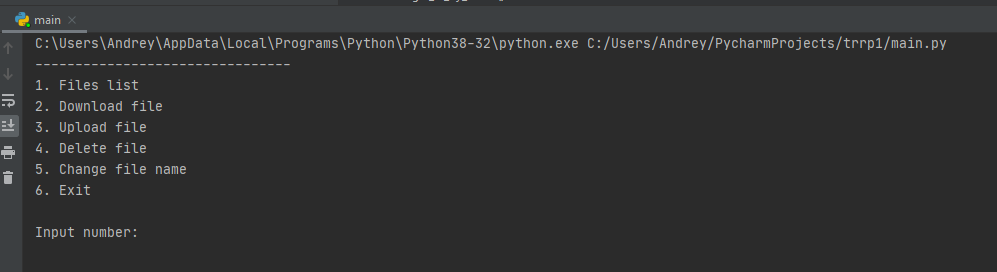 main
C:\Users\Andrey\AppData\Local\Programs\Python\Python38-32\python.exe C:/Users/Andrey/PycharmProjects/trrp1/main.py
--------------------------------
1. Files list
2. Download file
3. Upload file
4. Delete file
5. Change file name
6. Exit
Input number: